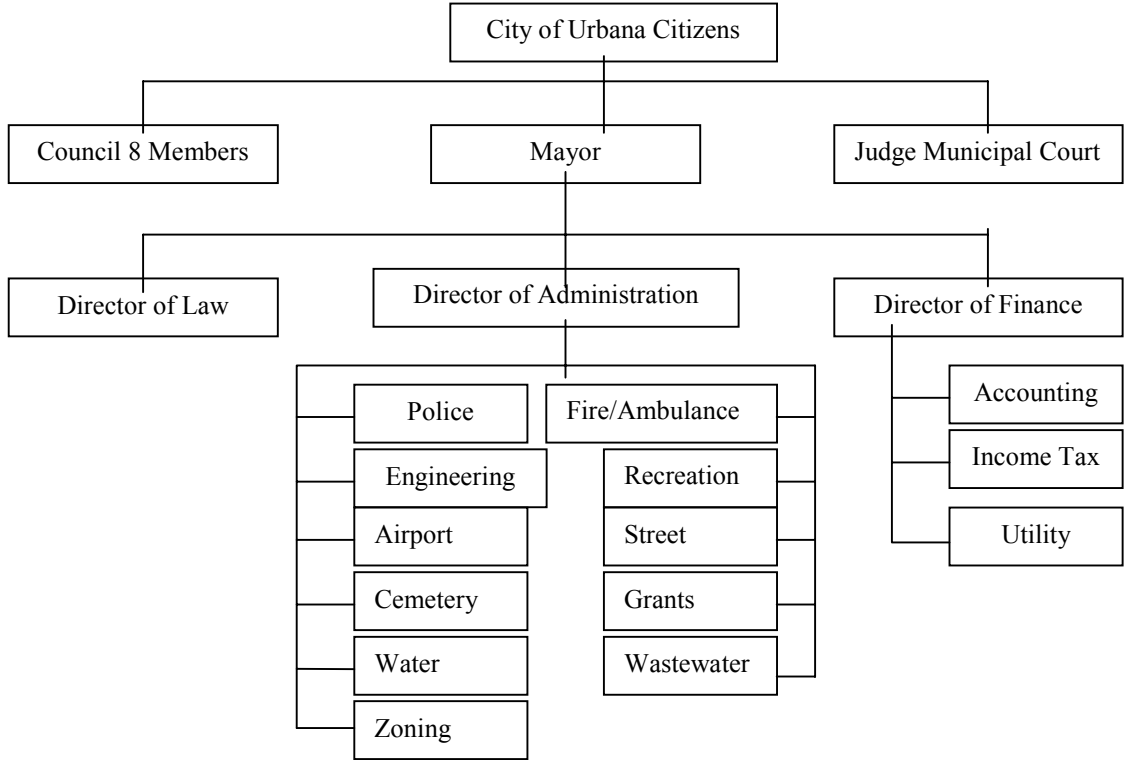 City of Urbana Citizens
Council 8 Members
Mayor
Judge Municipal Court
Director of Law
Director of Administration
Director of Finance
Police
Fire/Ambulance
Accounting
Engineering
Recreation
Income Tax
Airport
Street
Utility
Cemetery
Grants
Water
Wastewater
Zoning